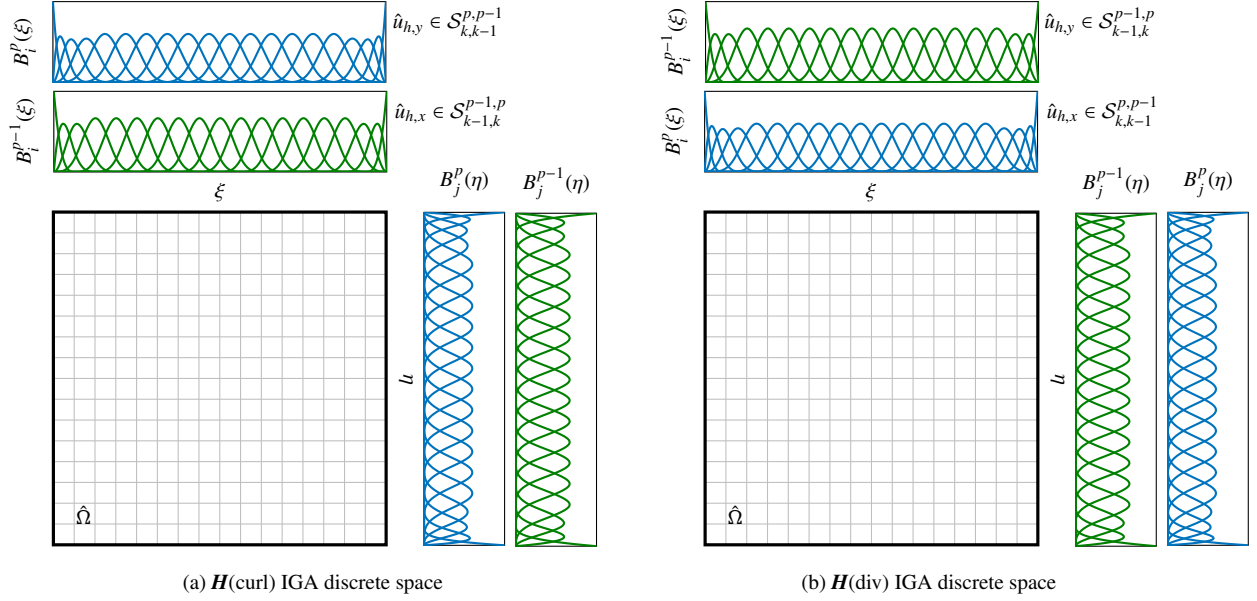 B_i^p(ξ)
û_{h,y} ∈ S_{k,k-1}^{p,p-1}
B_i^{p-1}(ξ)
û_{h,x} ∈ S_{k-1,k}^{p-1,p}
ξ
B_j^p(η)
B_j^{p-1}(η)
η
Ω̂
(a) H(curl) IGA discrete space
B_i^{p-1}(ξ)
û_{h,y} ∈ S_{k-1,k}^{p-1,p}
B_i^p(ξ)
û_{h,x} ∈ S_{k,k-1}^{p,p-1}
ξ
B_j^{p-1}(η)
B_j^p(η)
η
Ω̂
(b) H(div) IGA discrete space